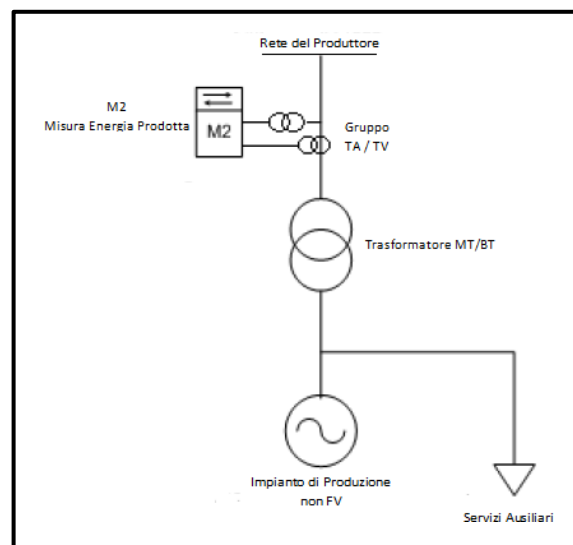 Rete del Produttore
M2
Misura Energia Prodotta
M2
Gruppo
TA / TV
Trasformatore MT/BT
Impianto di Produzione
non FV
Servizi Ausiliari